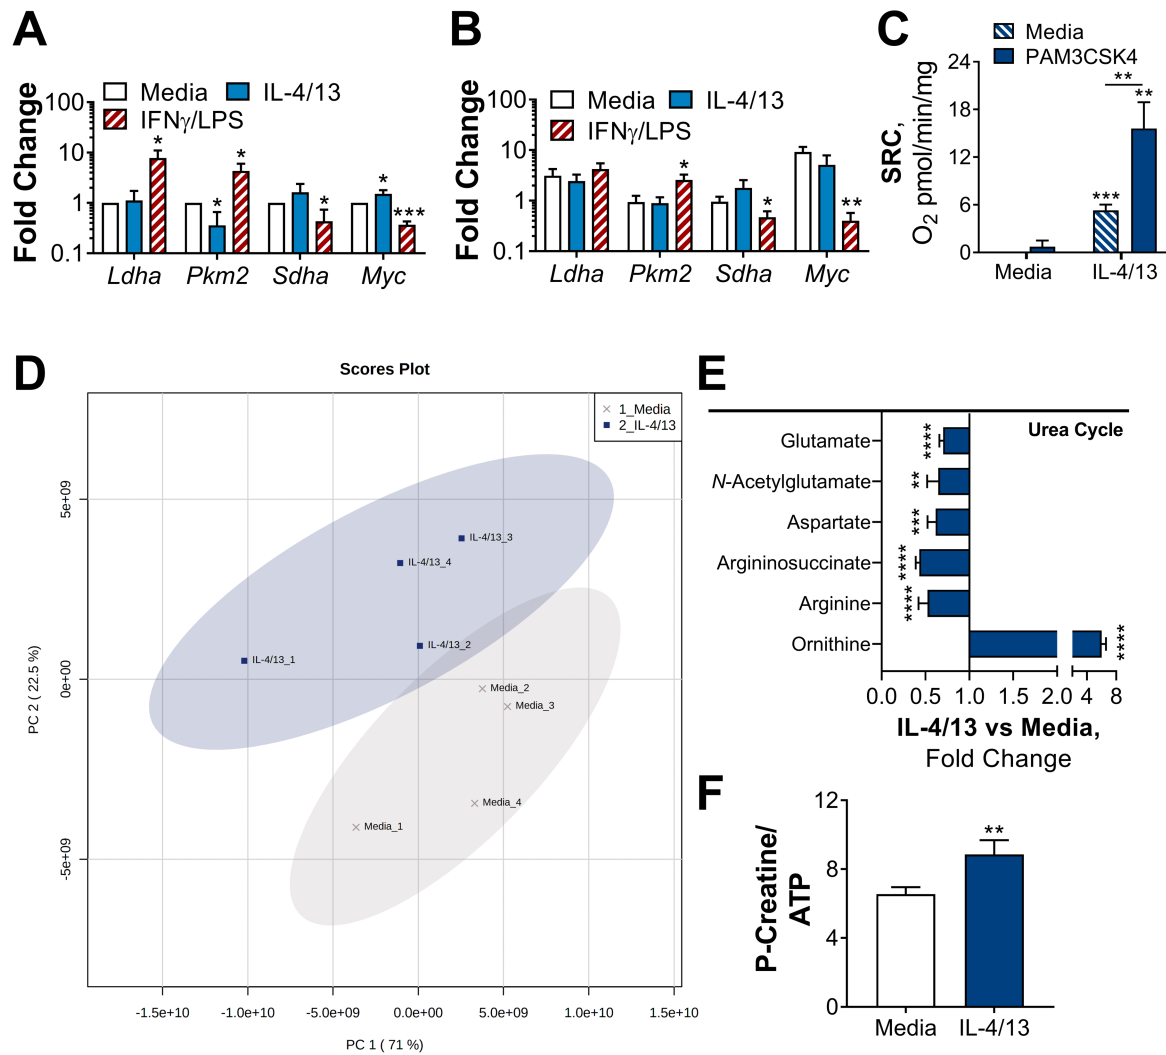 A
Fold Change
Media IL-4/13
IFNγ/LPS
100
10
1
0.1
*
*
*
*
*
***
Ldha Pkm2 Sdha Myc
B
Fold Change
Media IL-4/13
IFNγ/LPS
100
10
1
0.1
*
*
**
Ldha Pkm2 Sdha Myc
C
Media
PAM3CSK4
SRC,
O2 pmol/min/mg
24
18
12
6
0
**
**
***
Media IL-4/13
D
Scores Plot
1_Media
2_IL-4/13
PC 2 ( 22.5 %)
5e+09
0e+00
-5e+09
IL-4/13_3
IL-4/13_4
IL-4/13_2
IL-4/13_1
Media_2
Media_3
Media_4
Media_1
-1.5e+10 -1.0e+10 -5.0e+09 0.0e+00 5.0e+09 1.0e+10 1.5e+10
PC 1 ( 71 %)
E
Urea Cycle
Glutamate ****
N-Acetylglutamate **
Aspartate ***
Argininosuccinate ****
Arginine ****
Ornithine ****
0.0 0.5 1.0 1.5 2.0 4 8
IL-4/13 vs Media,
Fold Change
F
P-Creatine/
ATP
12
8
4
0
**
Media IL-4/13